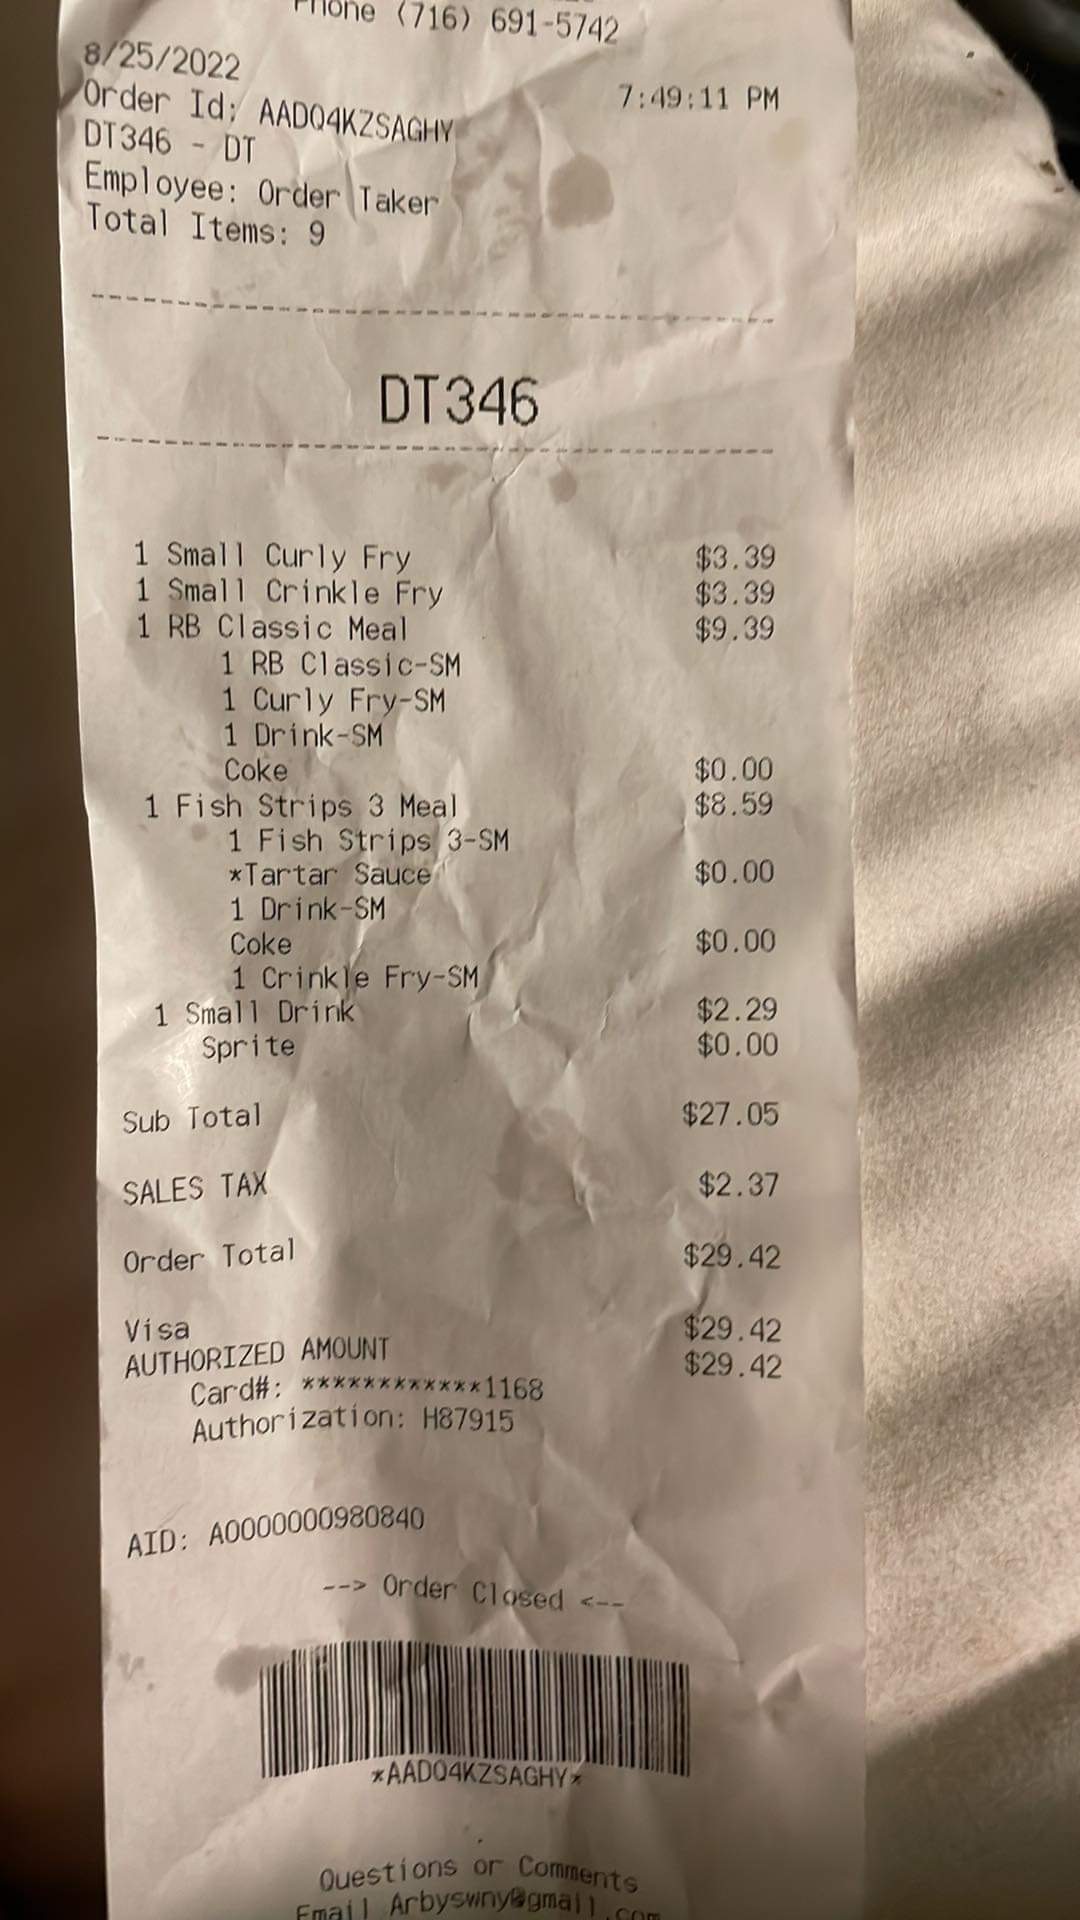 Phone (716) 691-5742
8/25/2022 7:49:11 PM
Order Id: AADQ4KZSAGHY
DT346 - DT
Employee: Order Taker
Total Items: 9
DT346
1 Small Curly Fry $3.39
1 Small Crinkle Fry $3.39
1 RB Classic Meal $9.39
1 RB Classic-SM
1 Curly Fry-SM
1 Drink-SM
Coke $0.00
1 Fish Strips 3 Meal $8.59
1 Fish Strips 3-SM
*Tartar Sauce $0.00
1 Drink-SM
Coke $0.00
1 Crinkle Fry-SM
1 Small Drink $2.29
Sprite $0.00
Sub Total $27.05
SALES TAX $2.37
Order Total $29.42
Visa $29.42
AUTHORIZED AMOUNT $29.42
Card#: ************1168
Authorization: H87915
AID: A0000000980840
--> Order Closed <--
*AADQ4KZSAGHY*
Questions or Comments
Email Arbyswny@gmail.com